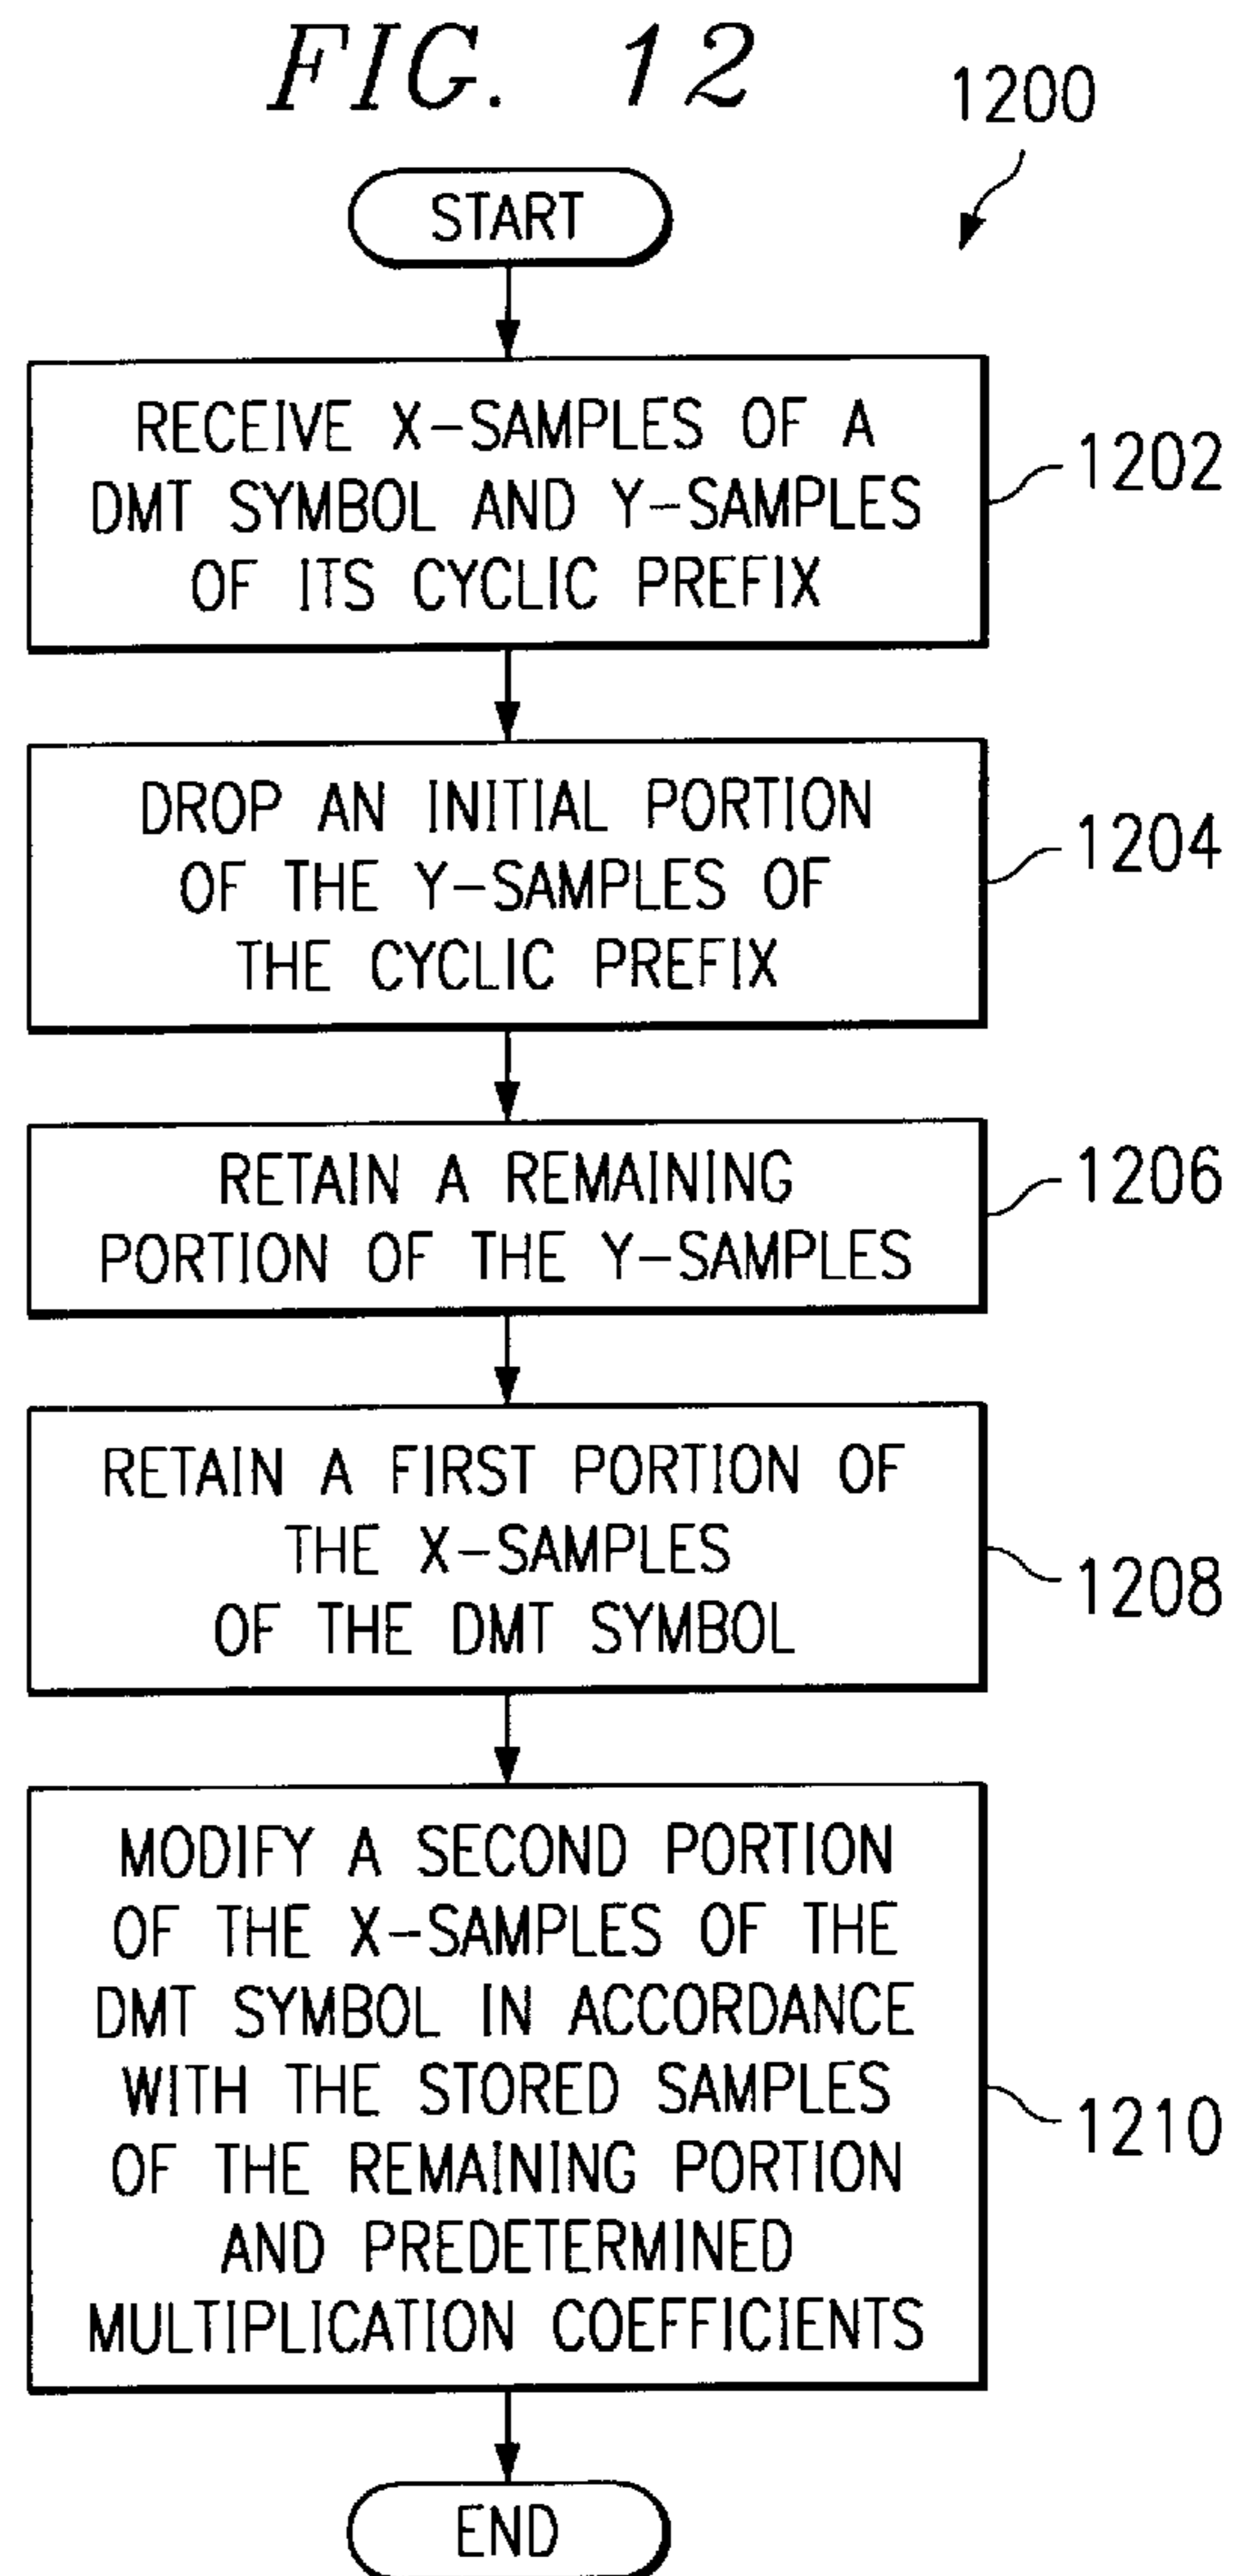 FIG. 12
1200
START
RECEIVE X-SAMPLES OF A
DMT SYMBOL AND Y-SAMPLES
OF ITS CYCLIC PREFIX
1202
DROP AN INITIAL PORTION
OF THE Y-SAMPLES OF
THE CYCLIC PREFIX
1204
RETAIN A REMAINING
PORTION OF THE Y-SAMPLES
1206
RETAIN A FIRST PORTION OF
THE X-SAMPLES
OF THE DMT SYMBOL
1208
MODIFY A SECOND PORTION
OF THE X-SAMPLES OF THE
DMT SYMBOL IN ACCORDANCE
WITH THE STORED SAMPLES
OF THE REMAINING PORTION
AND PREDETERMINED
MULTIPLICATION COEFFICIENTS
1210
END